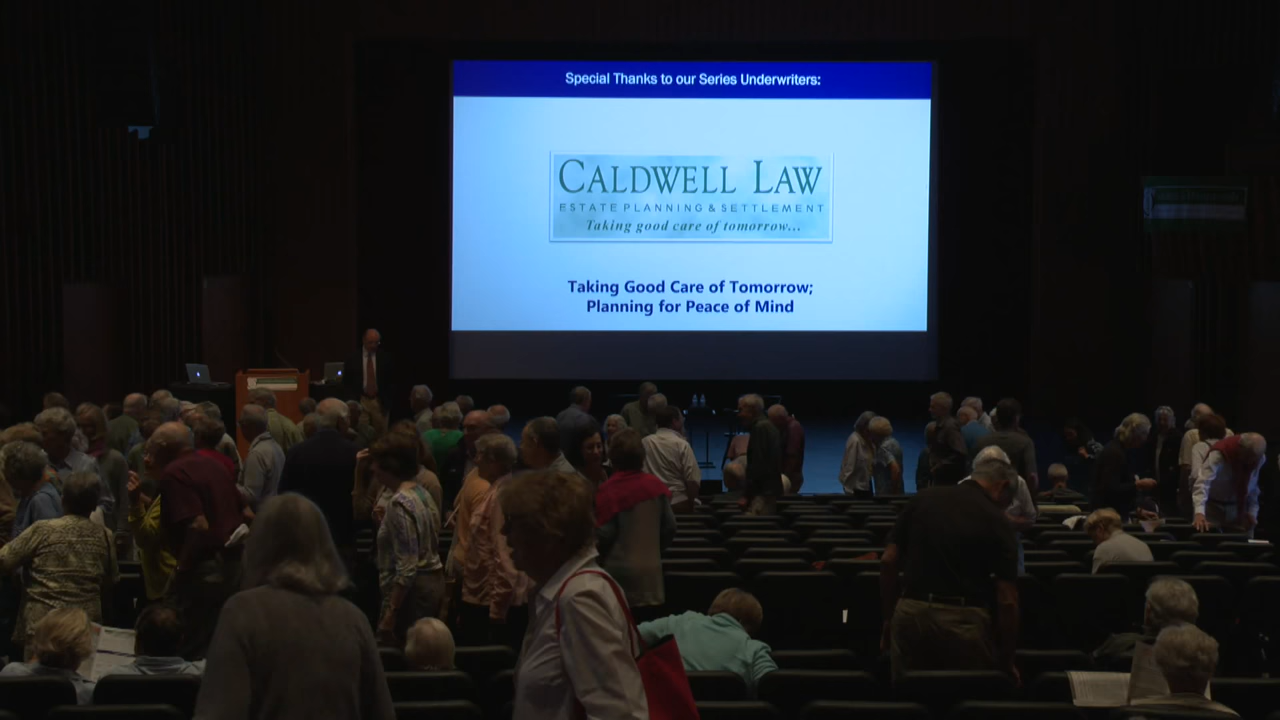 Special Thanks to our Series Underwriters:
CALDWELL LAW
ESTATE PLANNING & SETTLEMENT
Taking good care of tomorrow...
Taking Good Care of Tomorrow;
Planning for Peace of Mind